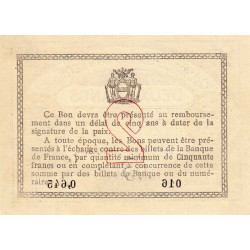 Ce Bon devra être présenté au rembourse-
ment dans un délai de cinq ans à dater de la
signature de la paix.
A toute époque, les Bons peuvent être pré-
sentés à l'échange contre des billets de la Banque
de France, par quantité minimum de Cinquante
francs ou en complétant à concurrence de cette
somme par des billets de Banque ou du numé-
raire.